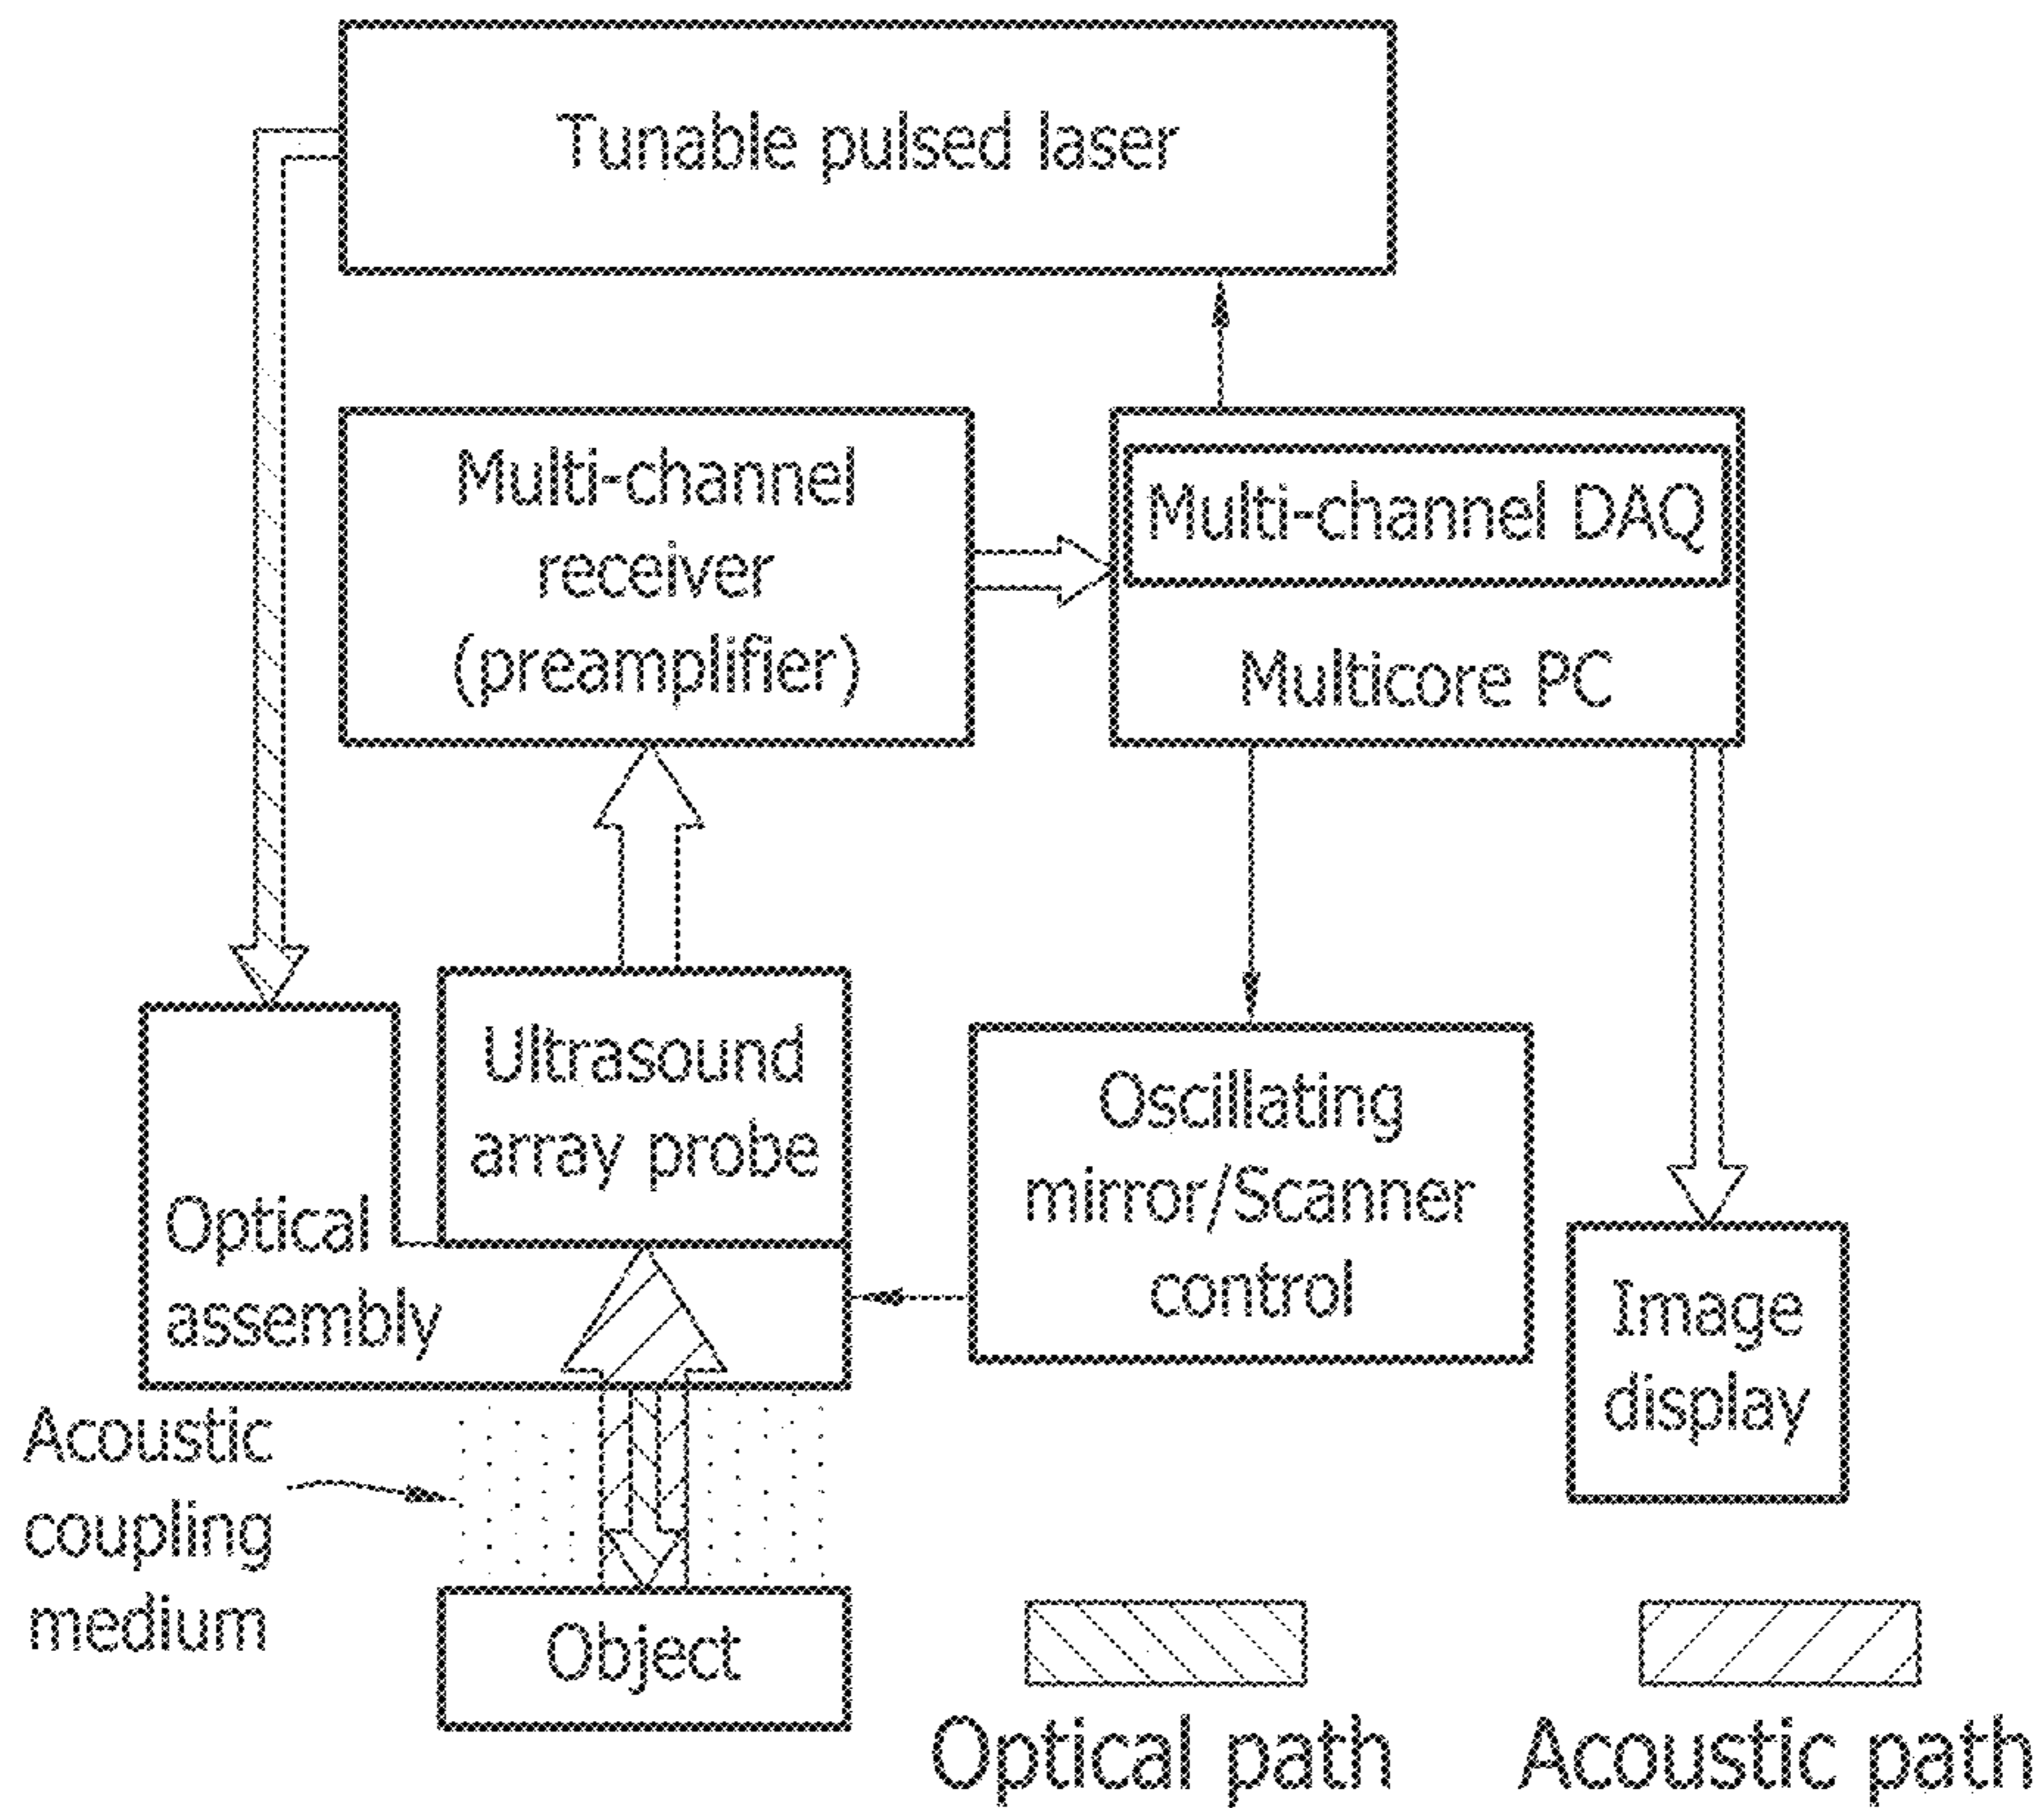 Tunable pulsed laser
Multi-channel
receiver
(preamplifier)
Multi-channel DAQ
Multicore PC
Ultrasound
array probe
Optical
assembly
Oscillating
mirror/Scanner
control
Image
display
Acoustic
coupling
medium
Object
Optical path
Acoustic path